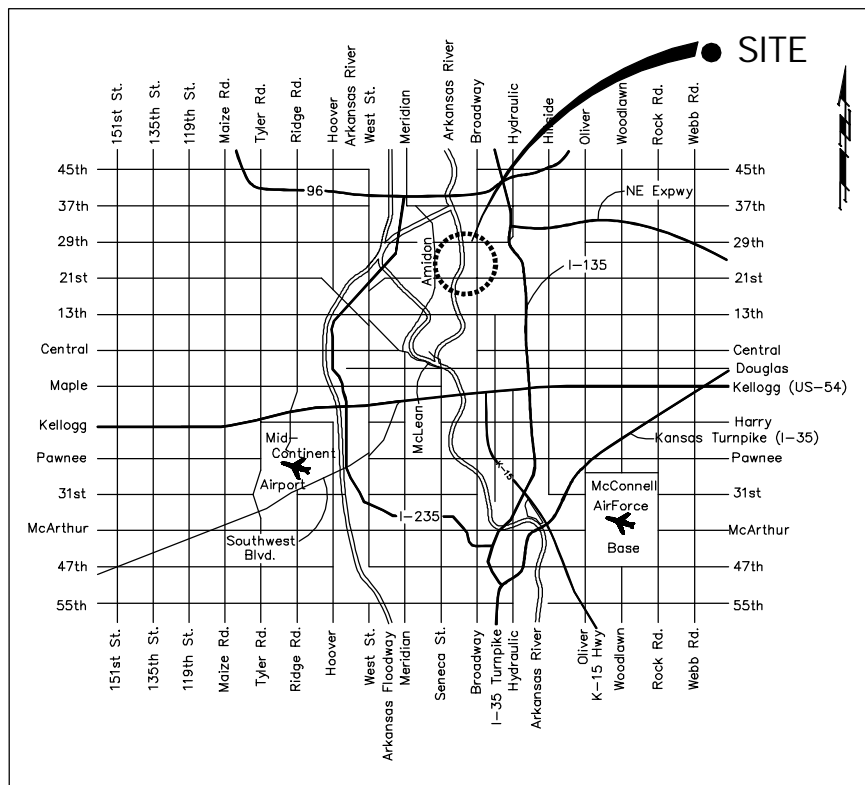 SITE
151st St.
135th St.
119th St.
Maize Rd.
Tyler Rd.
Ridge Rd.
Hoover
Arkansas River
West St.
Meridian
Arkansas River
Broadway
Hydraulic
Hillside
Oliver
Woodlawn
Rock Rd.
Webb Rd.
45th
45th
96
37th
37th
NE Expwy
29th
29th
Amidon
I-135
21st
21st
13th
13th
Central
Central
Douglas
Maple
Kellogg (US-54)
McLean
Kellogg
Harry
Kansas Turnpike (I-35)
Mid-
Continent
Airport
Pawnee
Pawnee
K-15
McConnell
AirForce
Base
31st
31st
I-235
McArthur
McArthur
Southwest
Blvd.
47th
47th
55th
55th
151st St.
135th St.
119th St.
Maize Rd.
Tyler Rd.
Ridge Rd.
Hoover
West St.
Arkansas Floodway
Meridian
Seneca St.
Broadway
I-35 Turnpike
Hydraulic
Arkansas River
Oliver
K-15 Hwy
Woodlawn
Rock Rd.
Webb Rd.